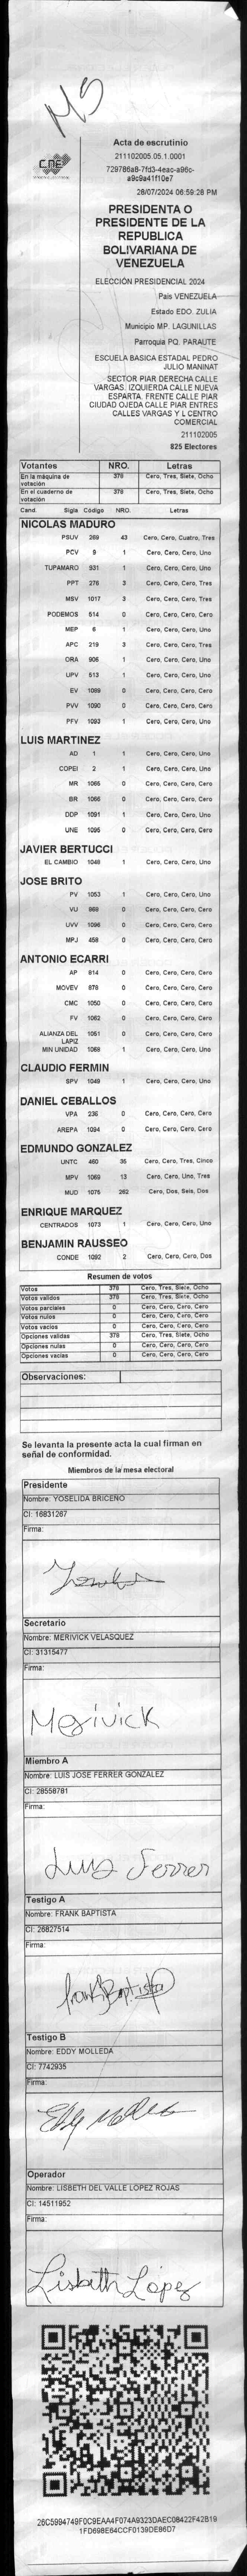 MS
CNE
Acta de escrutinio
211102005.05.1.0001
729786a8-7fd3-4eac-a96c-
a9c9a41f10e7
28/07/2024 06:59:28 PM
PRESIDENTA O
PRESIDENTE DE LA
REPUBLICA
BOLIVARIANA DE
VENEZUELA
ELECCIÓN PRESIDENCIAL 2024
Pais VENEZUELA
Estado EDO. ZULIA
Municipio MP. LAGUNILLAS
Parroquia PQ. PARAUTE
ESCUELA BASICA ESTADAL PEDRO
JULIO MANINAT
SECTOR PIAR DERECHA CALLE
VARGAS. IZQUIERDA CALLE NUEVA
ESPARTA. FRENTE CALLE PIAR
CIUDAD OJEDA CALLE PIAR ENTRES
CALLES VARGAS Y L CENTRO
COMERCIAL
211102005
825 Electores
Votantes NRO. Letras
En la máquina de votación 378 Cero, Tres, Siete, Ocho
En el cuaderno de votación 378 Cero, Tres, Siete, Ocho
Cand. Sigla Código NRO. Letras
NICOLAS MADURO
PSUV 269 43 Cero, Cero, Cuatro, Tres
PCV 9 1 Cero, Cero, Cero, Uno
TUPAMARO 931 1 Cero, Cero, Cero, Uno
PPT 276 3 Cero, Cero, Cero, Tres
MSV 1017 3 Cero, Cero, Cero, Tres
PODEMOS 514 0 Cero, Cero, Cero, Cero
MEP 6 1 Cero, Cero, Cero, Uno
APC 219 3 Cero, Cero, Cero, Tres
ORA 906 1 Cero, Cero, Cero, Uno
UPV 513 1 Cero, Cero, Cero, Uno
EV 1089 0 Cero, Cero, Cero, Cero
PVV 1090 0 Cero, Cero, Cero, Cero
PFV 1093 1 Cero, Cero, Cero, Uno
LUIS MARTINEZ
AD 1 1 Cero, Cero, Cero, Uno
COPEI 2 1 Cero, Cero, Cero, Uno
MR 1065 0 Cero, Cero, Cero, Cero
BR 1066 0 Cero, Cero, Cero, Cero
DDP 1091 1 Cero, Cero, Cero, Uno
UNE 1095 0 Cero, Cero, Cero, Cero
JAVIER BERTUCCI
EL CAMBIO 1048 1 Cero, Cero, Cero, Uno
JOSE BRITO
PV 1053 1 Cero, Cero, Cero, Uno
VU 969 0 Cero, Cero, Cero, Cero
UVV 1096 0 Cero, Cero, Cero, Cero
MPJ 458 0 Cero, Cero, Cero, Cero
ANTONIO ECARRI
AP 814 0 Cero, Cero, Cero, Cero
MOVEV 878 0 Cero, Cero, Cero, Cero
CMC 1050 0 Cero, Cero, Cero, Cero
FV 1062 0 Cero, Cero, Cero, Cero
ALIANZA DEL LAPIZ 1051 0 Cero, Cero, Cero, Cero
MIN UNIDAD 1068 1 Cero, Cero, Cero, Uno
CLAUDIO FERMIN
SPV 1049 1 Cero, Cero, Cero, Uno
DANIEL CEBALLOS
VPA 236 0 Cero, Cero, Cero, Cero
AREPA 1094 0 Cero, Cero, Cero, Cero
EDMUNDO GONZALEZ
UNTC 460 35 Cero, Cero, Tres, Cinco
MPV 1069 13 Cero, Cero, Uno, Tres
MUD 1075 262 Cero, Dos, Seis, Dos
ENRIQUE MARQUEZ
CENTRADOS 1073 1 Cero, Cero, Cero, Uno
BENJAMIN RAUSSEO
CONDE 1092 2 Cero, Cero, Cero, Dos
Resumen de votos
Votos 378 Cero, Tres, Siete, Ocho
Votos validos 378 Cero, Tres, Siete, Ocho
Votos parciales 0 Cero, Cero, Cero, Cero
Votos nulos 0 Cero, Cero, Cero, Cero
Votos vacios 0 Cero, Cero, Cero, Cero
Opciones validas 378 Cero, Tres, Siete, Ocho
Opciones nulas 0 Cero, Cero, Cero, Cero
Opciones vacias 0 Cero, Cero, Cero, Cero
Observaciones:
Se levanta la presente acta la cual firman en
señal de conformidad.
Miembros de la mesa electoral
Presidente
Nombre: YOSELIDA BRICEÑO
CI: 16831267
Firma:
Secretario
Nombre: MERIVICK VELASQUEZ
CI: 31315477
Firma:
Merivick
Miembro A
Nombre: LUIS JOSE FERRER GONZALEZ
CI: 28558781
Firma:
Luis Ferrer
Testigo A
Nombre: FRANK BAPTISTA
CI: 26827514
Firma:
Frank Baptista
Testigo B
Nombre: EDDY MOLLEDA
CI: 7742935
Firma:
Eddy Molleda
Operador
Nombre: LISBETH DEL VALLE LOPEZ ROJAS
CI: 14511952
Firma:
Lisbeth Lopez
26C5994749F0C9EAA4F074A9323DAEC08422F42B19
1FD698E64CCF0139DE86D7